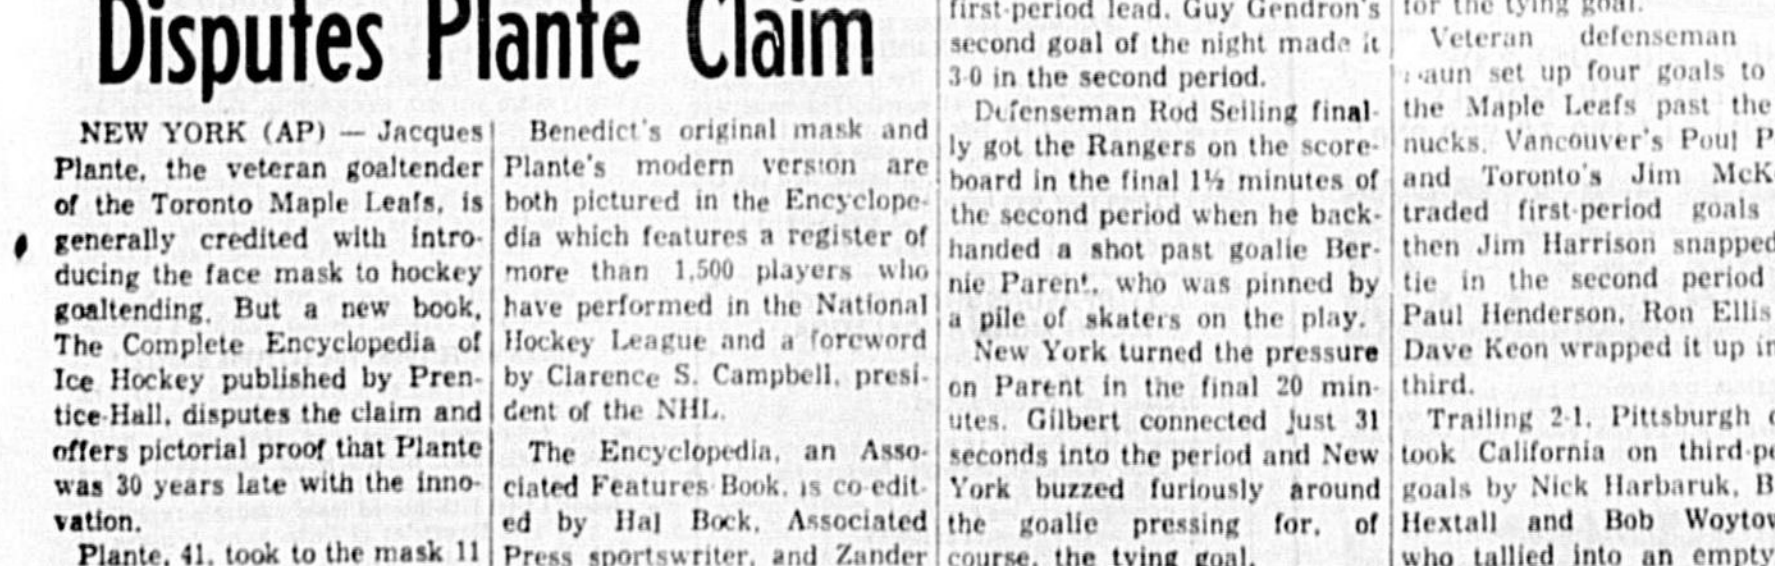 Disputes Plante Claim
NEW YORK (AP) — Jacques
Plante, the veteran goaltender
of the Toronto Maple Leafs, is
generally credited with intro-
ducing the face mask to hockey
goaltending. But a new book,
The Complete Encyclopedia of
Ice Hockey published by Pren-
tice-Hall, disputes the claim and
offers pictorial proof that Plante
was 30 years late with the inno-
vation.
Plante, 41, took to the mask 11
Benedict's original mask and
Plante's modern version are
both pictured in the Encyclope-
dia which features a register of
more than 1,500 players who
have performed in the National
Hockey League and a foreword
by Clarence S. Campbell, presi-
dent of the NHL.
The Encyclopedia, an Asso-
ciated Features Book, is co-edit-
ed by Hal Bock, Associated
Press sportswriter, and Zander
first-period lead. Guy Gendron's
second goal of the night made it
3-0 in the second period.
Defenseman Rod Seiling final-
ly got the Rangers on the score-
board in the final 1½ minutes of
the second period when he back-
handed a shot past goalie Ber-
nie Parent, who was pinned by
a pile of skaters on the play.
New York turned the pressure
on Parent in the final 20 min-
utes. Gilbert connected just 31
seconds into the period and New
York buzzed furiously around
the goalie pressing for, of
course, the tying goal.
for the tying goal.
Veteran defenseman
aun set up four goals to
the Maple Leafs past the
nucks. Vancouver's Poul P
and Toronto's Jim McK
traded first-period goals
then Jim Harrison snapped
tie in the second period
Paul Henderson, Ron Ellis
Dave Keon wrapped it up in
third.
Trailing 2-1, Pittsburgh
took California on third-pe
goals by Nick Harbaruk, B
Hextall and Bob Woytow
who tallied into an empty